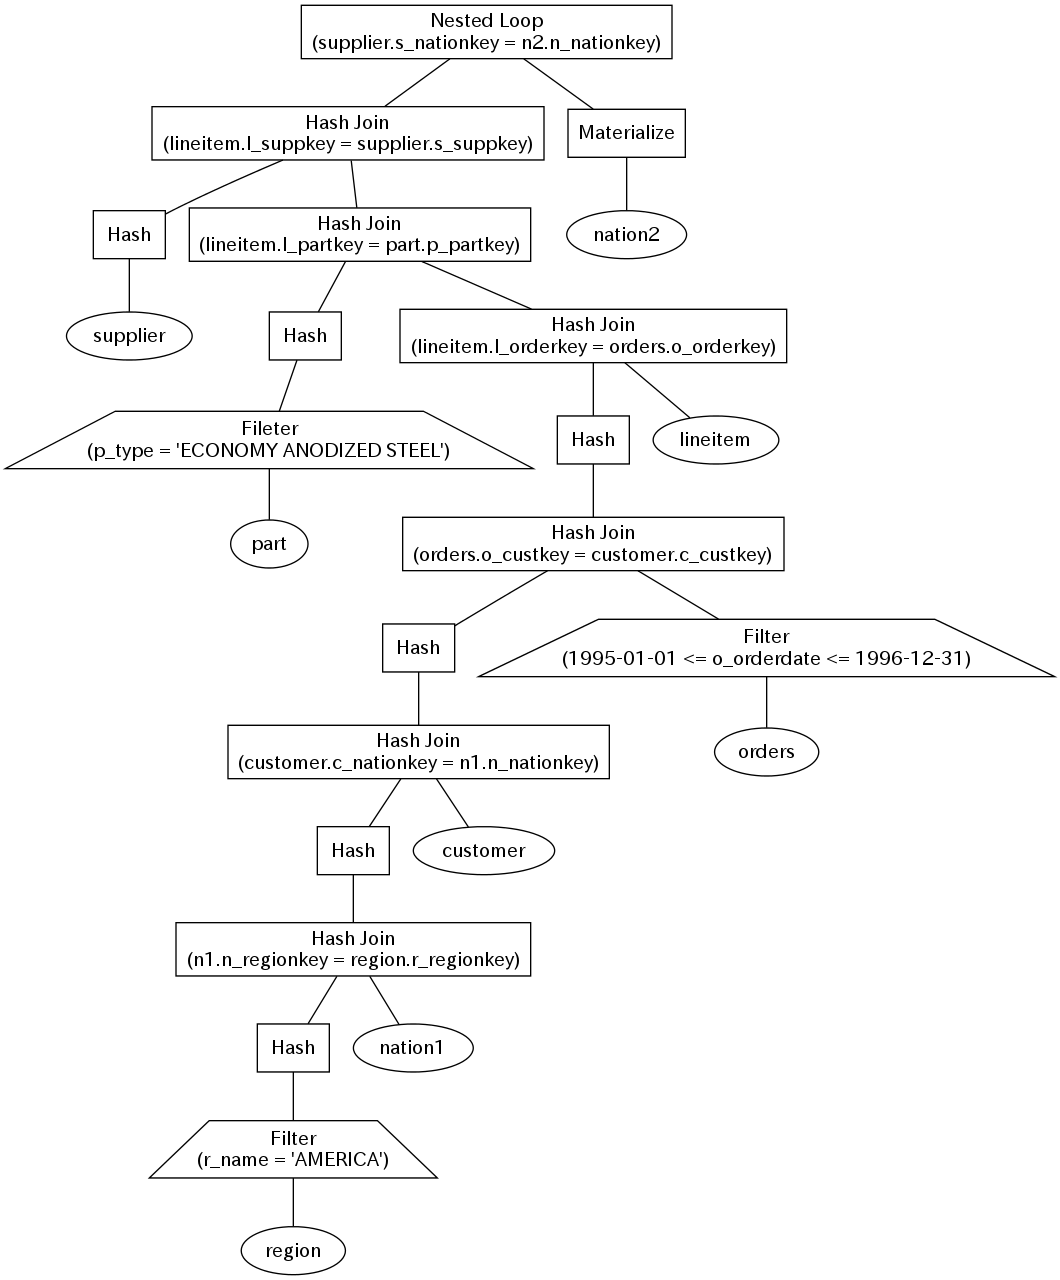 Nested Loop
(supplier.s_nationkey = n2.n_nationkey)
Hash Join
(lineitem.l_suppkey = supplier.s_suppkey)
Materialize
Hash
Hash Join
(lineitem.l_partkey = part.p_partkey)
nation2
supplier
Hash
Hash Join
(lineitem.l_orderkey = orders.o_orderkey)
Fileter
(p_type = 'ECONOMY ANODIZED STEEL')
Hash
lineitem
part
Hash Join
(orders.o_custkey = customer.c_custkey)
Hash
Filter
(1995-01-01 <= o_orderdate <= 1996-12-31)
Hash Join
(customer.c_nationkey = n1.n_nationkey)
orders
Hash
customer
Hash Join
(n1.n_regionkey = region.r_regionkey)
Hash
nation1
Filter
(r_name = 'AMERICA')
region